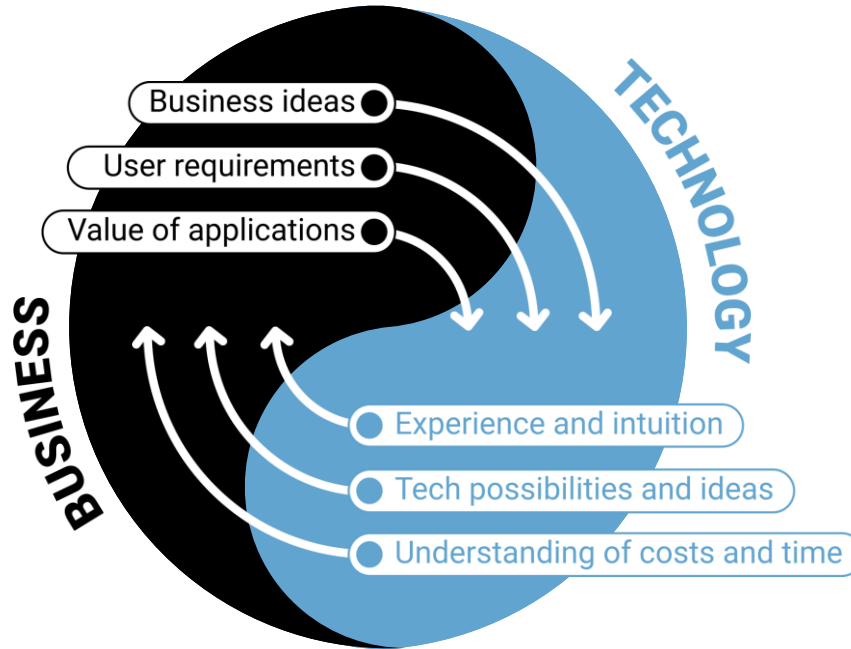 Business ideas
User requirements
Value of applications
TECHNOLOGY
BUSINESS
Experience and intuition
Tech possibilities and ideas
Understanding of costs and time